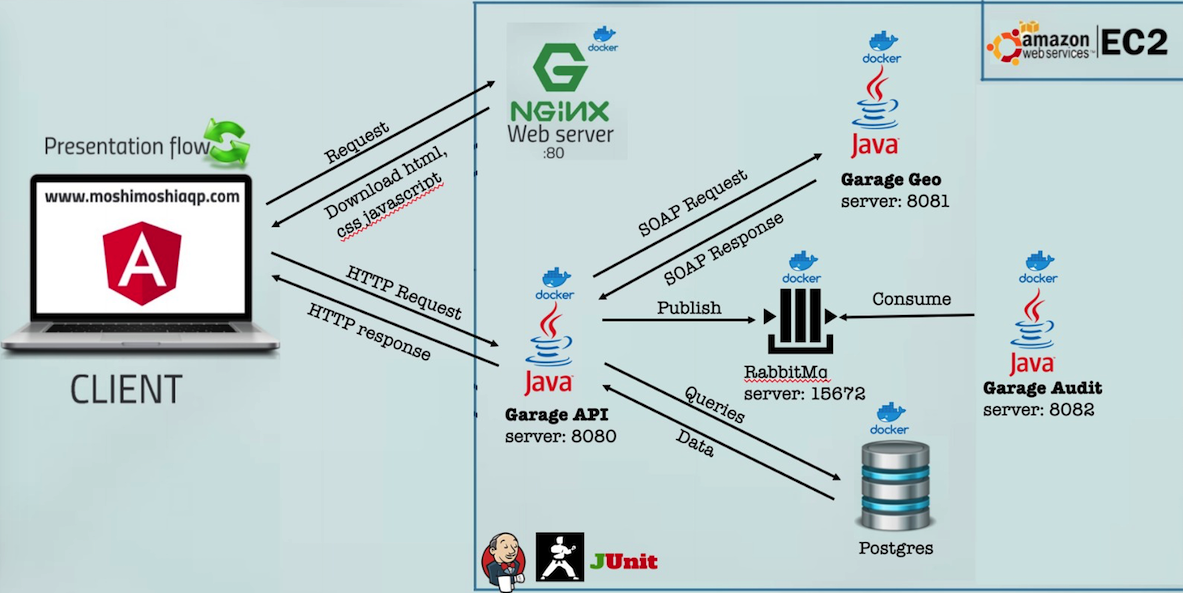 Presentation flow
www.moshimoshiaqp.com
A
CLIENT
Request
Download html,
css javascript
HTTP Request
HTTP response
docker
NGINX
Web server
:80
docker
Java
Garage Geo
server: 8081
amazon
webservices™
EC2
SOAP Request
SOAP Response
docker
Java
Garage API
server: 8080
Publish
docker
RabbitMq
server: 15672
Consume
docker
Java
Garage Audit
server: 8082
Queries
Data
docker
Postgres
JUnit